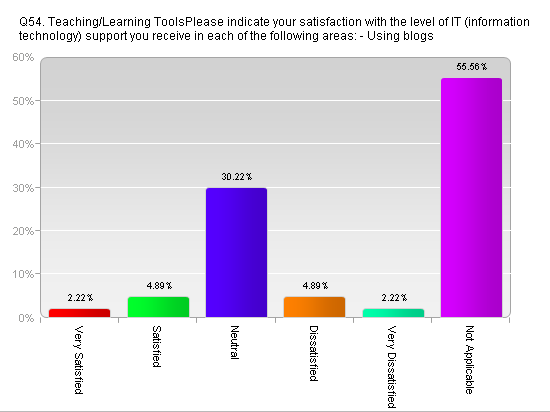 Q54. Teaching/Learning ToolsPlease indicate your satisfaction with the level of IT (information
technology) support you receive in each of the following areas: - Using blogs
60%
50%
40%
30%
20%
10%
0%
2.22%
4.89%
30.22%
4.89%
2.22%
55.56%
Very Satisfied
Satisfied
Neutral
Dissatisfied
Very Dissatisfied
Not Applicable